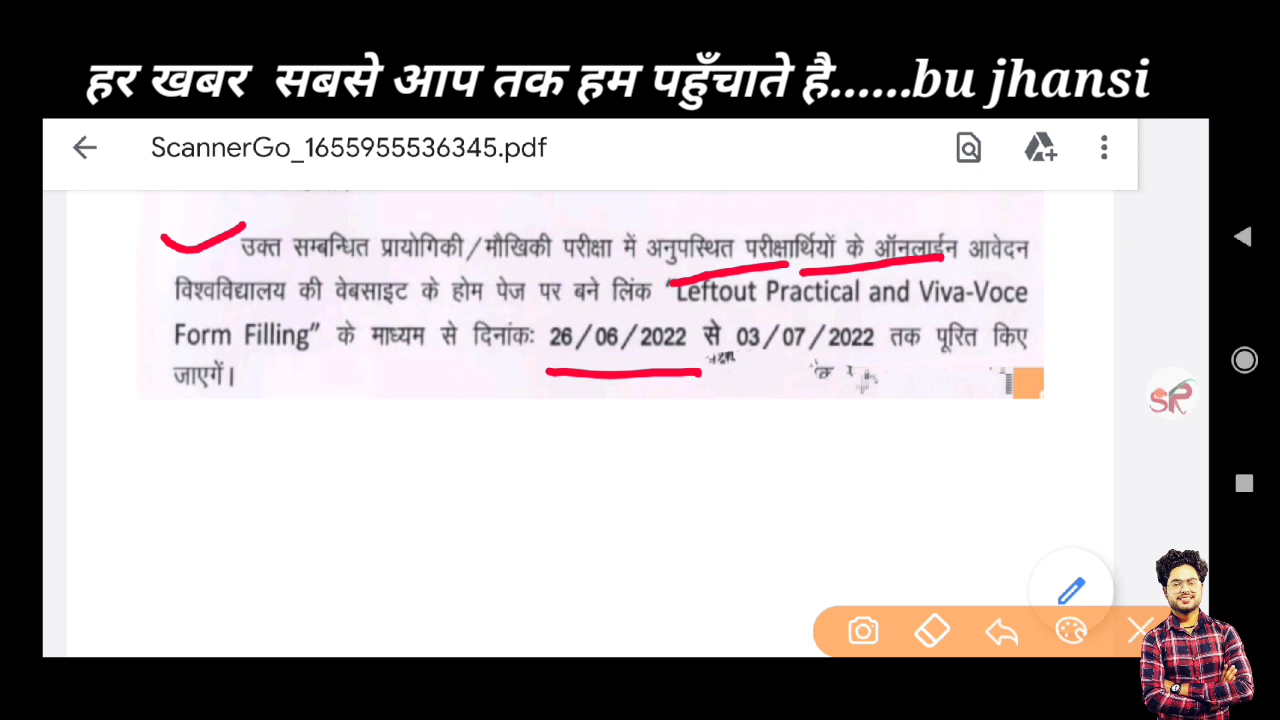 हर खबर सबसे आप तक हम पहुँचाते है......bu jhansi
ScannerGo_1655955536345.pdf
उक्त सम्बन्धित प्रायोगिकी/मौखिकी परीक्षा में अनुपस्थित परीक्षार्थियों के ऑनलाईन आवेदन
विश्वविद्यालय की वेबसाइट के होम पेज पर बने लिंक "Leftout Practical and Viva-Voce
Form Filling" के माध्यम से दिनांकः 26/06/2022 से 03/07/2022 तक पूरित किए
जाएगें।
SR